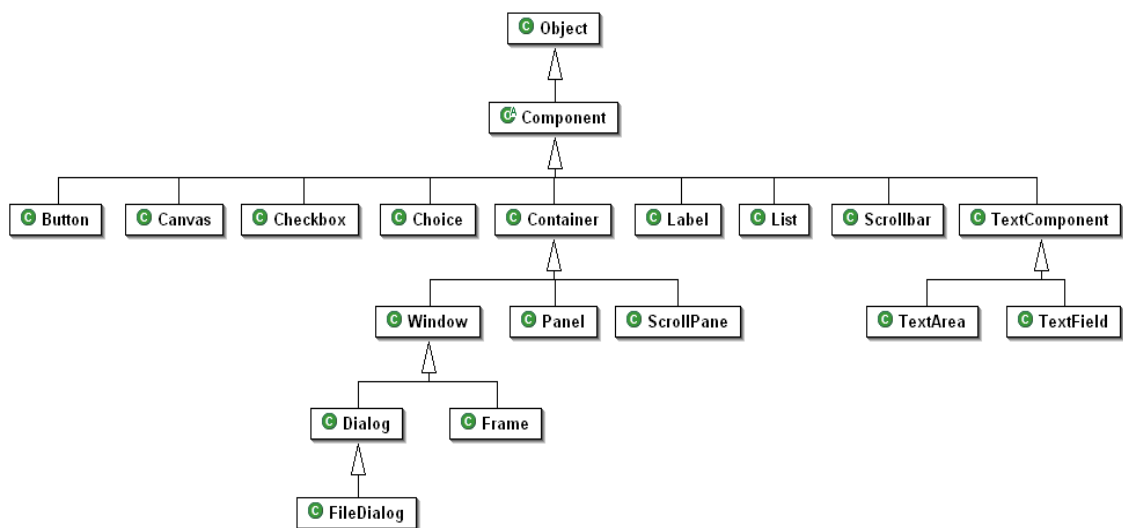 C Object
CA Component
C Button C Canvas C Checkbox C Choice C Container C Label C List C Scrollbar C TextComponent
C Window C Panel C ScrollPane C TextArea C TextField
C Dialog C Frame
C FileDialog